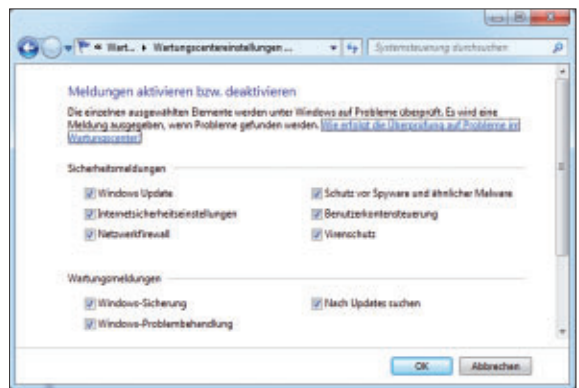 « Wart... ▸ Wartungscentereinstellungen ...
Systemsteuerung durchsuchen
Meldungen aktivieren bzw. deaktivieren
Die einzelnen ausgewählten Elemente werden unter Windows auf Probleme überprüft. Es wird eine
Meldung ausgegeben, wenn Probleme gefunden werden. Wie erfolgt die Überprüfung auf Probleme im
Wartungscenter?
Sicherheitsmeldungen
Windows Update
Schutz vor Spyware und ähnlicher Malware
Internetsicherheitseinstellungen
Benutzerkontensteuerung
Netzwerkfirewall
Virenschutz
Wartungsmeldungen
Windows-Sicherung
Nach Updates suchen
Windows-Problembehandlung
OK
Abbrechen